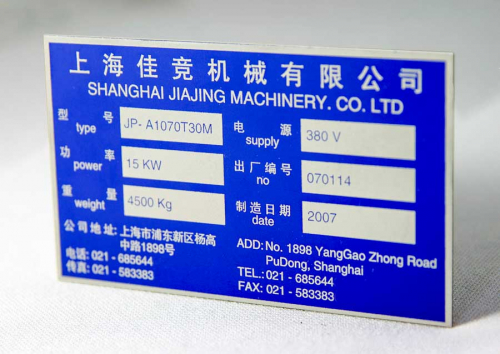 上海佳竞机械有限公司
SHANGHAI JIAJING MACHINERY. CO. LTD
型 号 type JP- A1070T30M 电 源 supply 380 V
功 率 power 15 KW 出厂编号 no 070114
重 量 weight 4500 Kg 制造日期 date 2007
公司地址: 上海市浦东新区杨高
中路1898号
电话: 021 - 685644
传真: 021 - 583383
ADD: No. 1898 YangGao Zhong Road
PuDong, Shanghai
TEL.: 021 - 685644
FAX: 021 - 583383